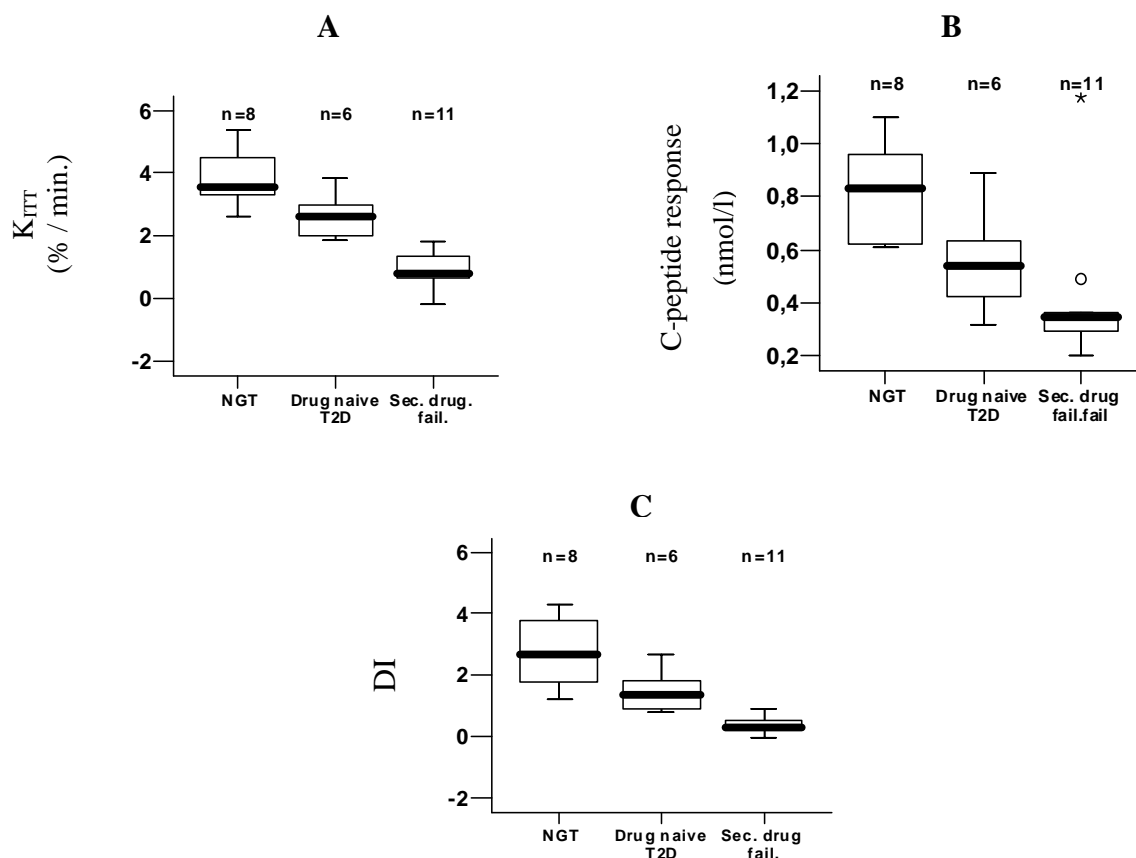 A
K_ITT
(% / min.)
6
4
2
0
-2
n=8
n=6
n=11
NGT
Drug naive
T2D
Sec. drug.
fail.
B
C-peptide response
(nmol/l)
1,2
1,0
0,8
0,6
0,4
0,2
n=8
n=6
n=11
NGT
Drug naive
T2D
Sec. drug
fail.fail
C
DI
6
4
2
0
-2
n=8
n=6
n=11
NGT
Drug naive
T2D
Sec. drug
fail.